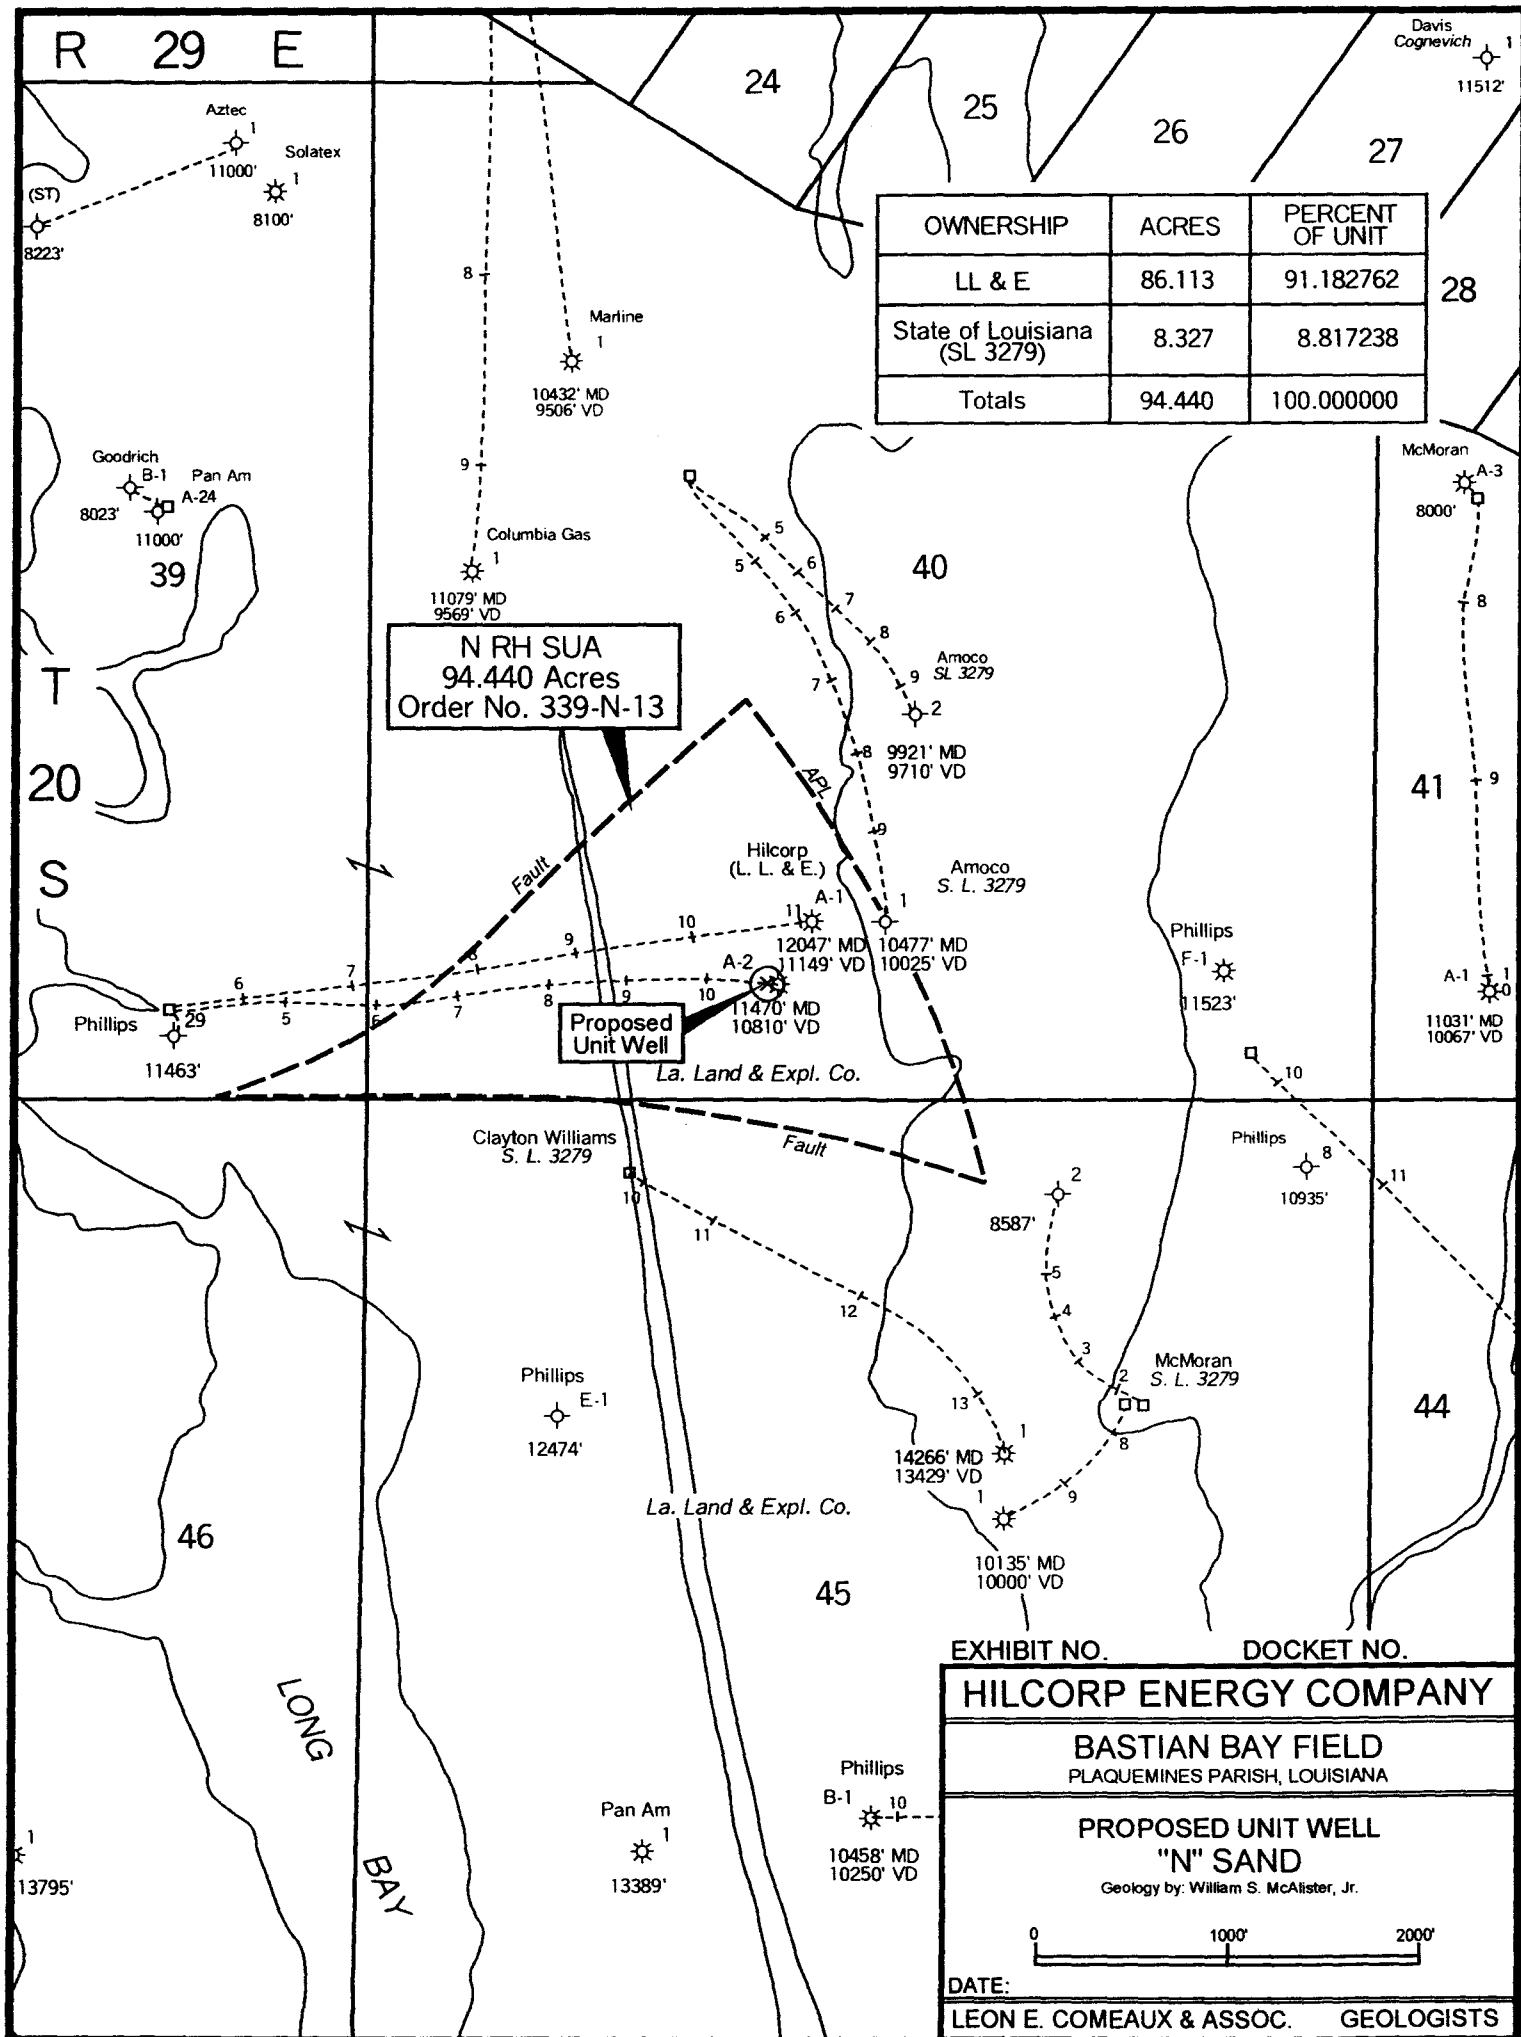 R 29 E
24
25
26
27
28
Davis
Cognevich 1
11512'
Aztec
1
11000'
Solatex
1
8100'
(ST)
8223'
OWNERSHIP ACRES PERCENT OF UNIT
LL & E 86.113 91.182762
State of Louisiana (SL 3279) 8.327 8.817238
Totals 94.440 100.000000
8
9
Marline
1
10432' MD
9506' VD
Goodrich
B-1
Pan Am
A-24
8023'
11000'
39
Columbia Gas
1
11079' MD
9569' VD
5
6
7
8
9
5
6
7
8
9
40
Amoco
SL 3279
2
9921' MD
9710' VD
McMoran
A-3
8000'
8
9
41
N RH SUA
94.440 Acres
Order No. 339-N-13
T
20
S
APL
Fault
Hilcorp
(L. L. & E.)
A-1
11
12047' MD
11149' VD
Amoco
S. L. 3279
1
10477' MD
10025' VD
6
7
8
9
10
5
6
7
8
9
10
A-2
11470' MD
10810' VD
Proposed
Unit Well
Phillips
29
11463'
Phillips
F-1
11523'
A-1
1
0
11031' MD
10067' VD
La. Land & Expl. Co.
Fault
Clayton Williams
S. L. 3279
10
11
12
13
1
14266' MD
13429' VD
2
8587'
5
4
3
2
McMoran
S. L. 3279
8
9
1
10135' MD
10000' VD
Phillips
8
10935'
10
11
44
Phillips
E-1
12474'
La. Land & Expl. Co.
46
45
LONG
BAY
1
13795'
Pan Am
1
13389'
Phillips
B-1
10
10458' MD
10250' VD
EXHIBIT NO. DOCKET NO.
HILCORP ENERGY COMPANY
BASTIAN BAY FIELD
PLAQUEMINES PARISH, LOUISIANA
PROPOSED UNIT WELL
"N" SAND
Geology by: William S. McAlister, Jr.
0 1000' 2000'
DATE:
LEON E. COMEAUX & ASSOC. GEOLOGISTS